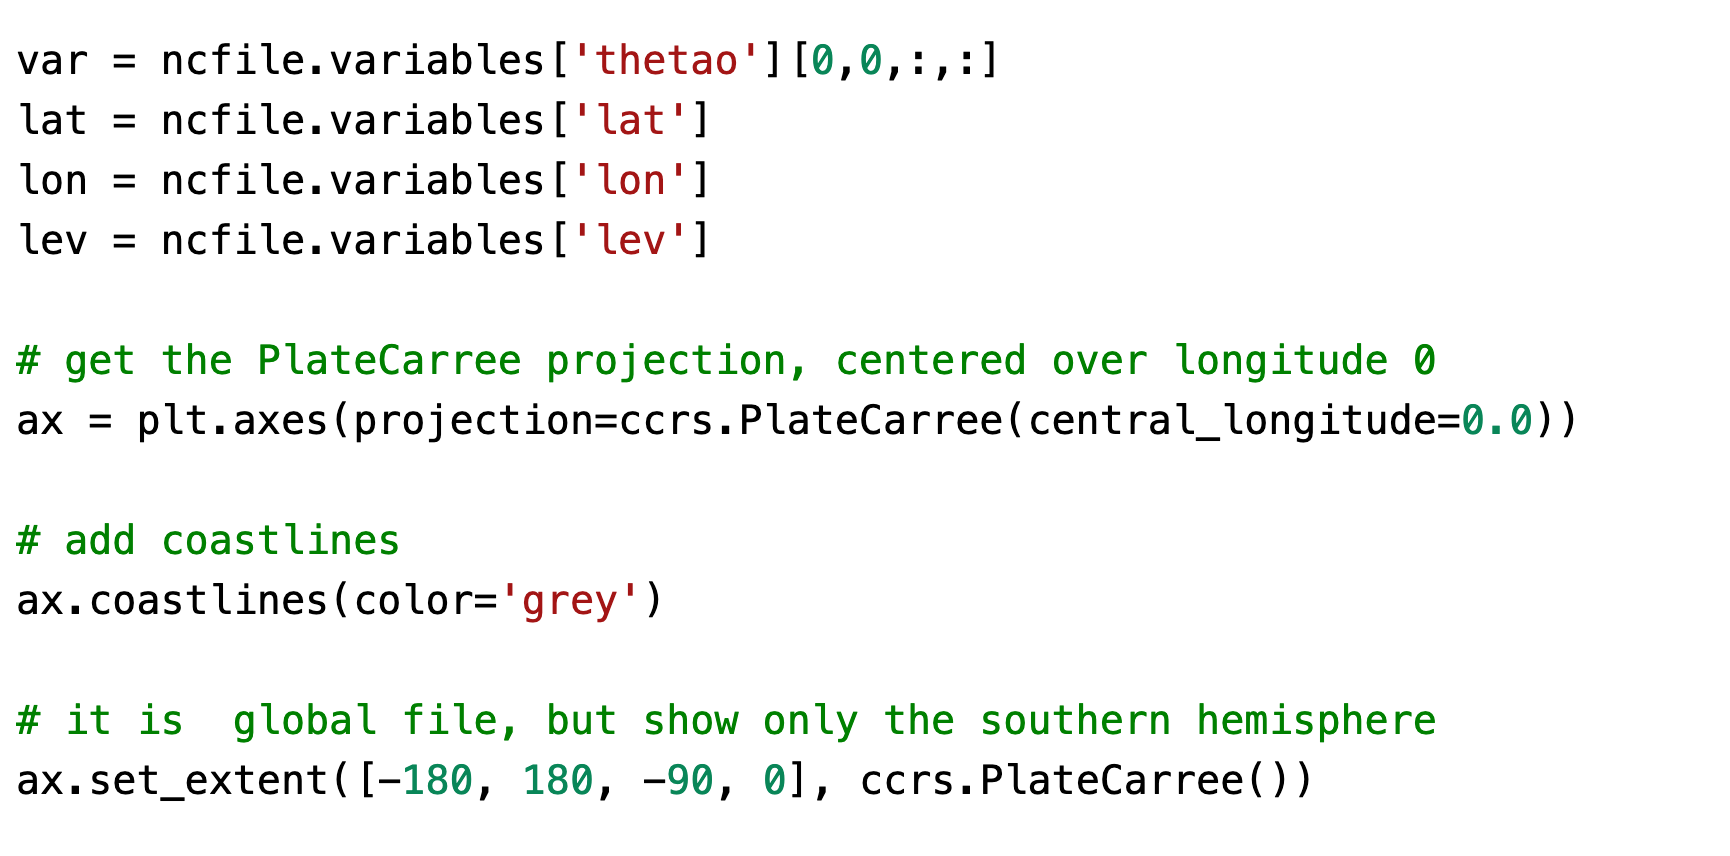 var = ncfile.variables['thetao'][0,0,:,:]
lat = ncfile.variables['lat']
lon = ncfile.variables['lon']
lev = ncfile.variables['lev']
# get the PlateCarree projection, centered over longitude 0
ax = plt.axes(projection=ccrs.PlateCarree(central_longitude=0.0))
# add coastlines
ax.coastlines(color='grey')
# it is  global file, but show only the southern hemisphere
ax.set_extent([-180, 180, -90, 0], ccrs.PlateCarree())